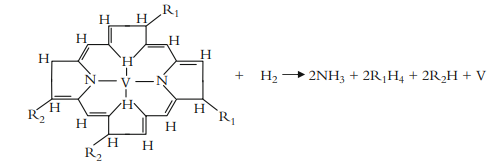 H H R₁
H H
H H H
N — V — N + H₂ → 2NH₃ + 2R₁H₄ + 2R₂H + V
H H H
R₂ H H R₁
H H
R₂